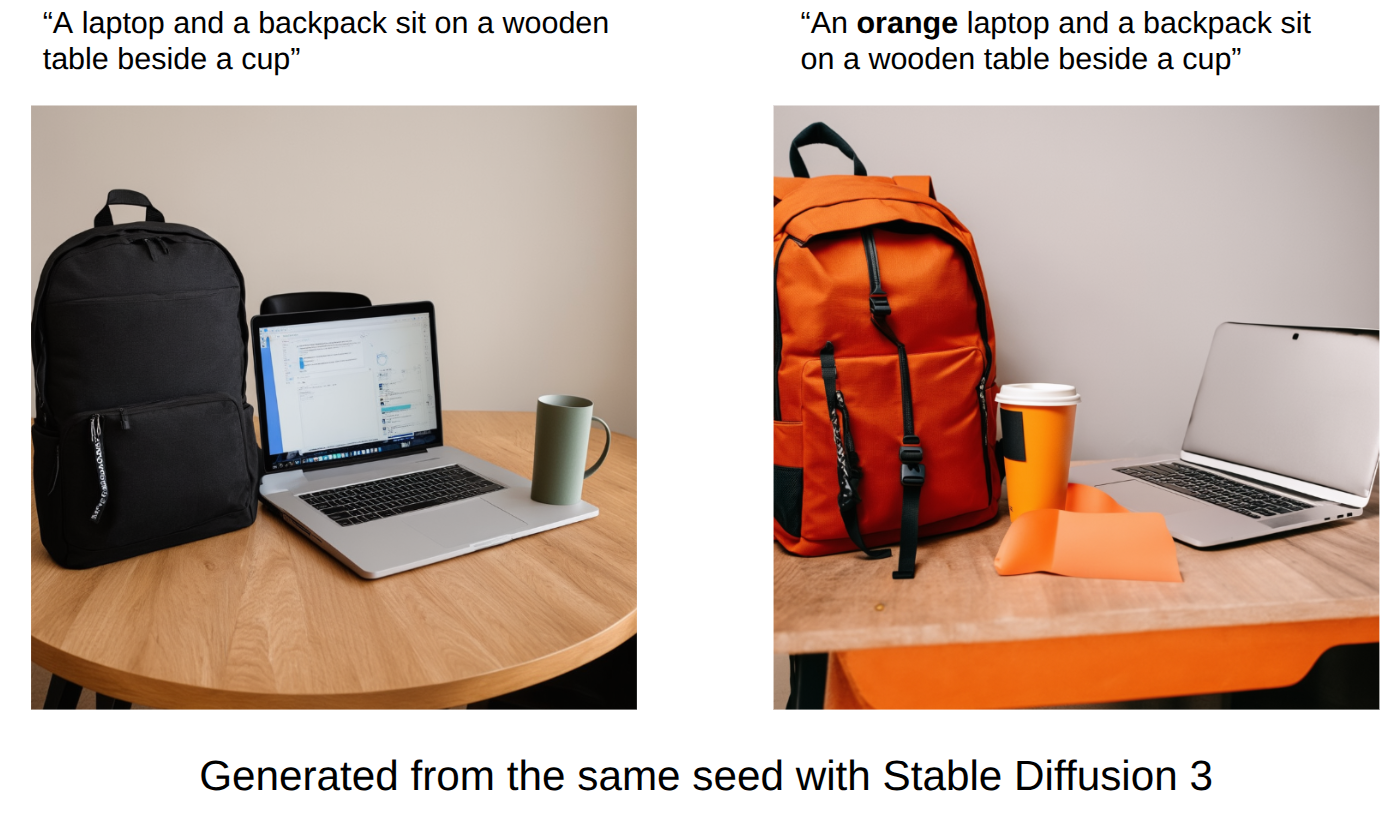 “A laptop and a backpack sit on a wooden
table beside a cup”
“An orange laptop and a backpack sit
on a wooden table beside a cup”
Generated from the same seed with Stable Diffusion 3